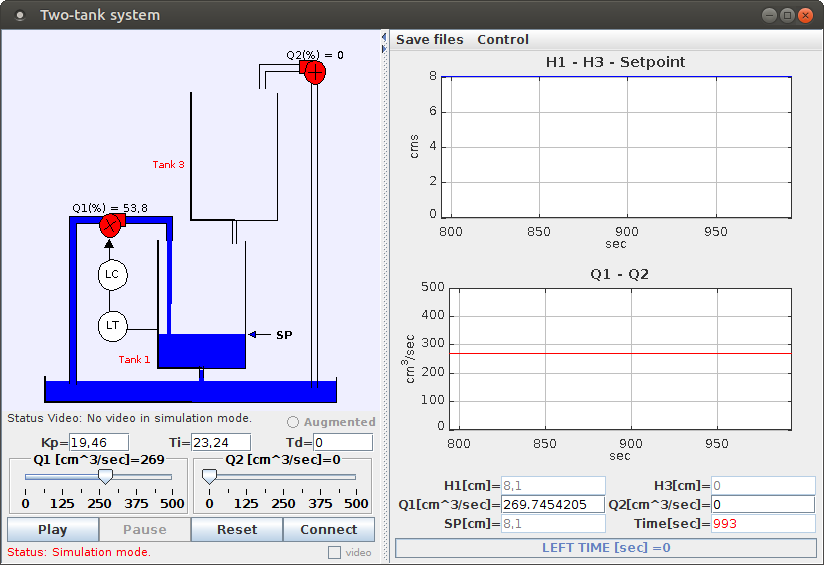 Two-tank system
Q2(%) = 0
Tank 3
Q1(%) = 53,8
LC
LT
SP
Tank 1
Status Video: No video in simulation mode.
Augmented
Kp= 19,46 Ti= 23,24 Td= 0
Q1 [cm^3/sec]=269
0 125 250 375 500
Q2 [cm^3/sec]=0
0 125 250 375 500
Play Pause Reset Connect
Status: Simulation mode.
video
Save files Control
H1 - H3 - Setpoint
8
6
4
2
0
cms
800 850 900 950
sec
Q1 - Q2
500
400
300
200
100
0
cm³/sec
800 850 900 950
sec
H1[cm]= 8,1 H3[cm]= 0
Q1[cm^3/sec]= 269.7454205 Q2[cm^3/sec]= 0
SP[cm]= 8,1 Time[sec]= 993
LEFT TIME [sec] =0